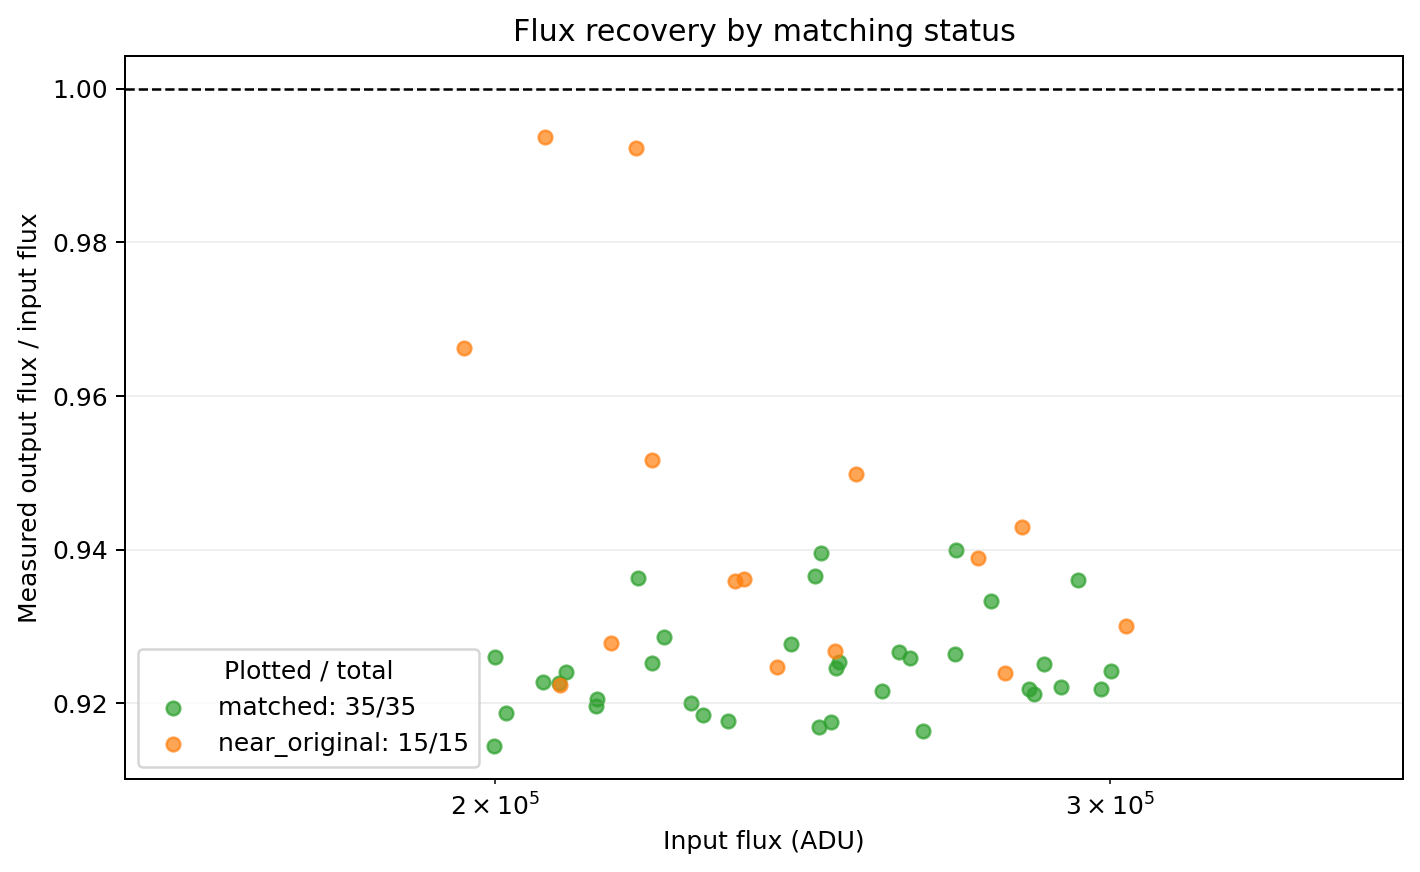 Flux recovery by matching status
Measured output flux / input flux
1.00
0.98
0.96
0.94
0.92
Plotted / total
matched: 35/35
near_original: 15/15
2 × 10⁵
3 × 10⁵
Input flux (ADU)